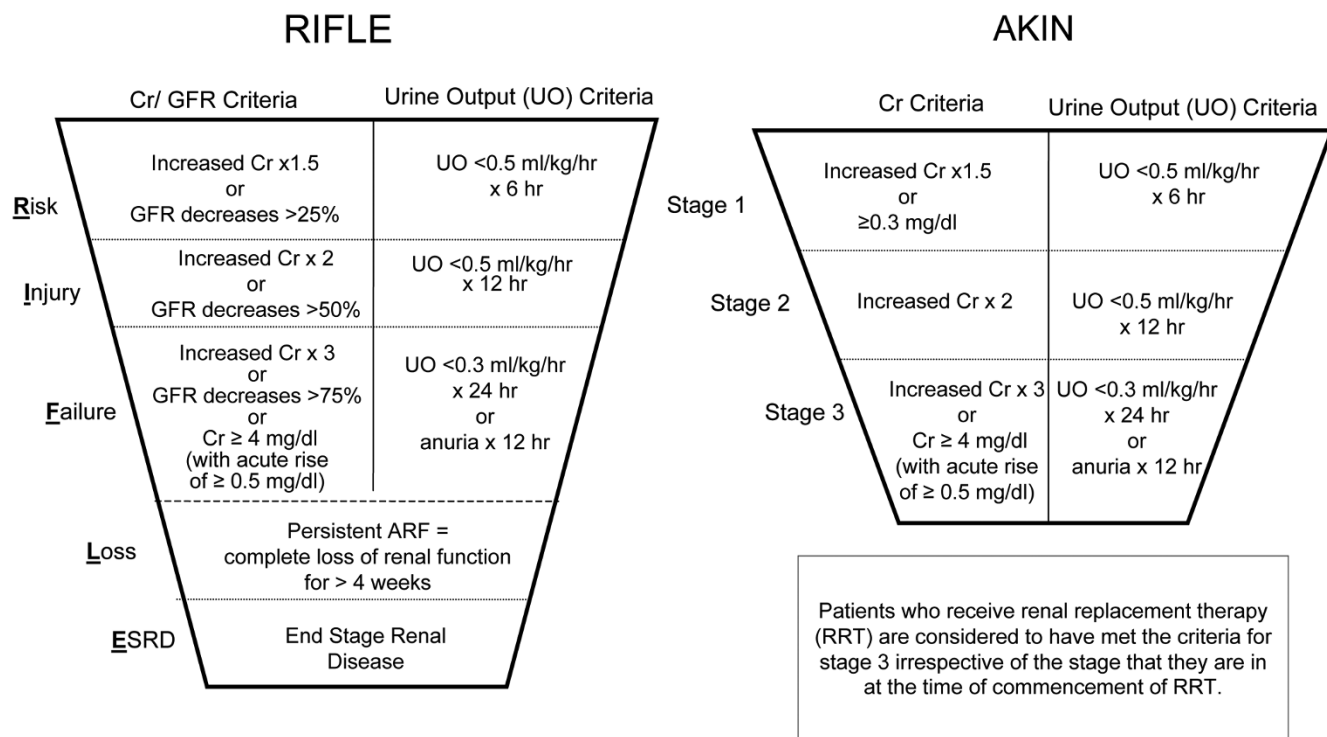 RIFLE
Cr/ GFR Criteria
Urine Output (UO) Criteria
Risk
Increased Cr x1.5
or
GFR decreases >25%
UO <0.5 ml/kg/hr
x 6 hr
Injury
Increased Cr x 2
or
GFR decreases >50%
UO <0.5 ml/kg/hr
x 12 hr
Failure
Increased Cr x 3
or
GFR decreases >75%
or
Cr ≥ 4 mg/dl
(with acute rise
of ≥ 0.5 mg/dl)
UO <0.3 ml/kg/hr
x 24 hr
or
anuria x 12 hr
Loss
Persistent ARF =
complete loss of renal function
for > 4 weeks
ESRD
End Stage Renal
Disease
AKIN
Cr Criteria
Urine Output (UO) Criteria
Stage 1
Increased Cr x1.5
or
≥0.3 mg/dl
UO <0.5 ml/kg/hr
x 6 hr
Stage 2
Increased Cr x 2
UO <0.5 ml/kg/hr
x 12 hr
Stage 3
Increased Cr x 3
or
Cr ≥ 4 mg/dl
(with acute rise
of ≥ 0.5 mg/dl)
UO <0.3 ml/kg/hr
x 24 hr
or
anuria x 12 hr
Patients who receive renal replacement therapy
(RRT) are considered to have met the criteria for
stage 3 irrespective of the stage that they are in
at the time of commencement of RRT.